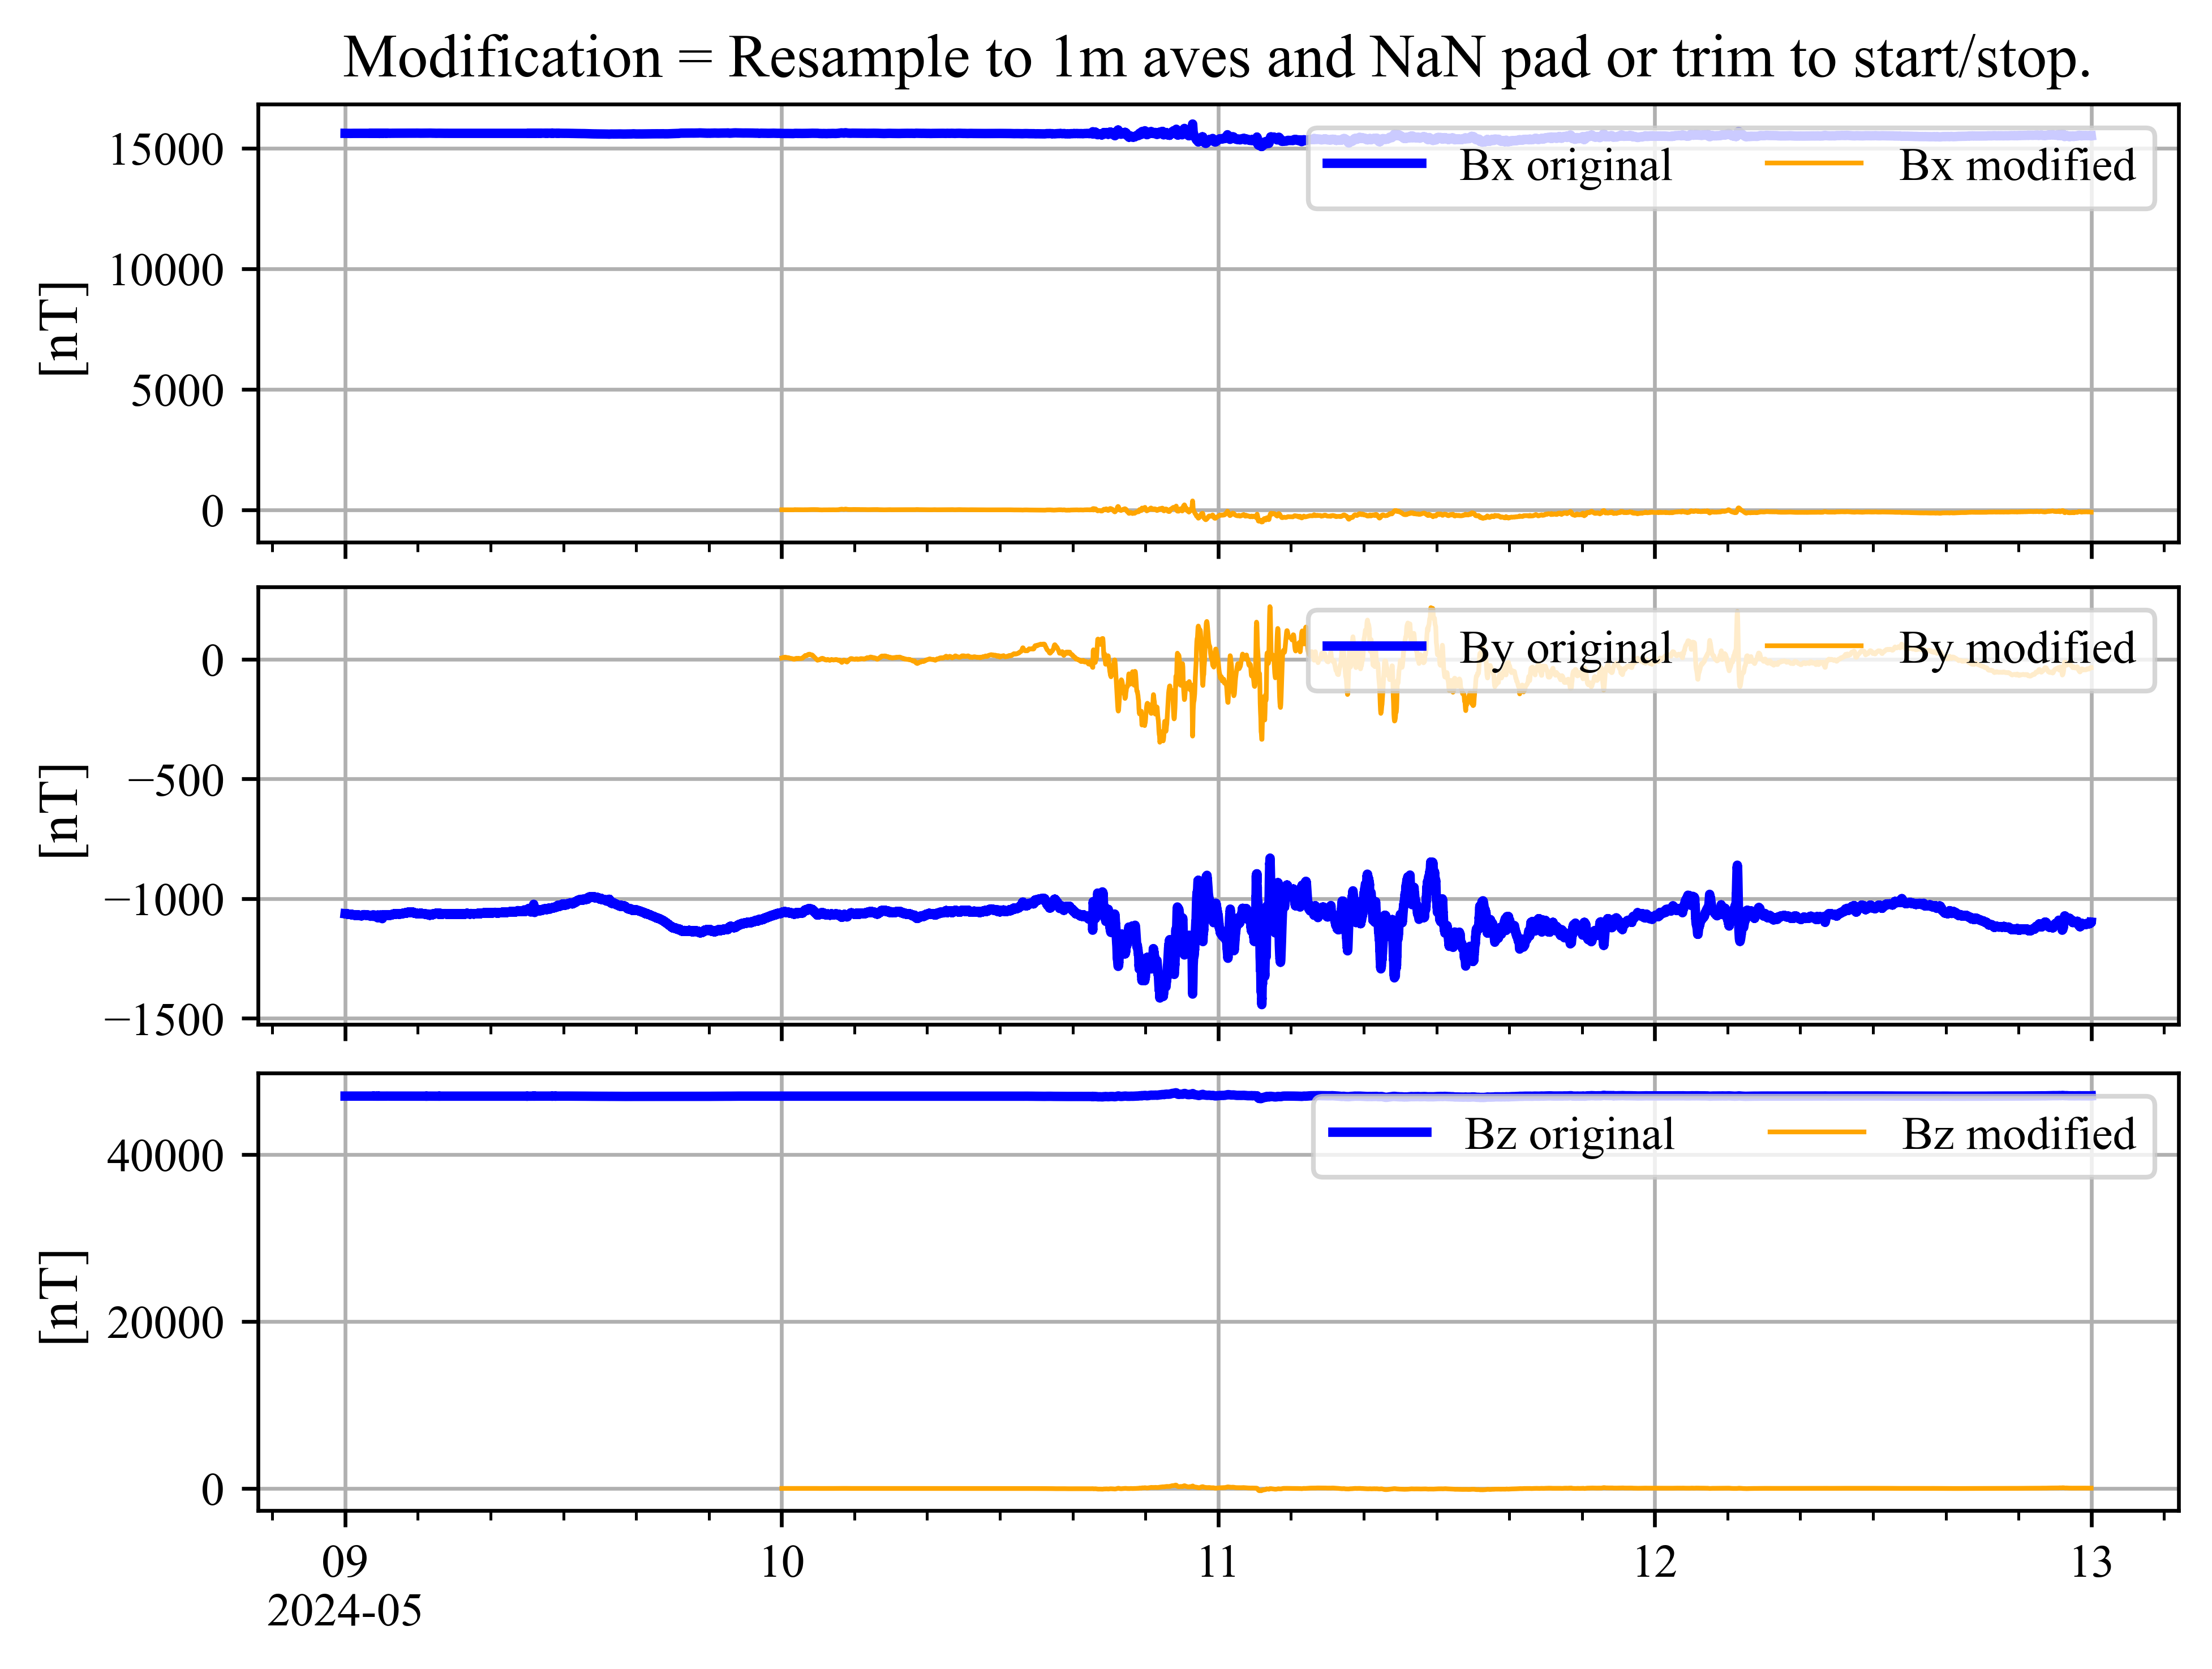 Modification = Resample to 1m aves and NaN pad or trim to start/stop.
15000
10000
5000
0
[nT]
Bx original
Bx modified
0
−500
−1000
−1500
[nT]
By original
By modified
40000
20000
0
[nT]
Bz original
Bz modified
09
10
11
12
13
2024-05